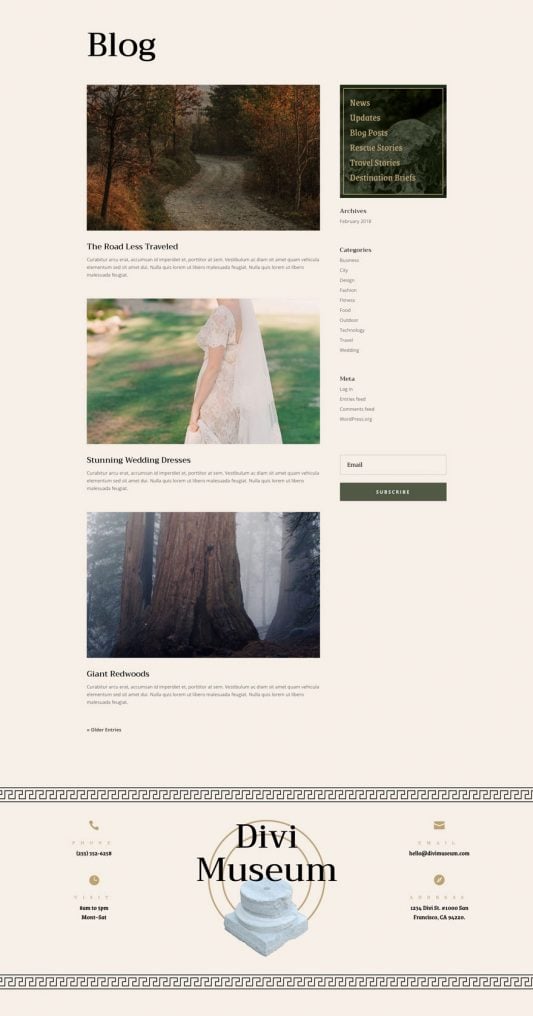 Blog
The Road Less Traveled
Curabitur arcu erat, accumsan id imperdiet et, porttitor at sem. Vestibulum ac diam sit amet quam vehicula
elementum sed sit amet dui. Nulla quis lorem ut libero malesuada feugiat. Nulla quis lorem ut libero
malesuada feugiat.
Stunning Wedding Dresses
Curabitur arcu erat, accumsan id imperdiet et, porttitor at sem. Vestibulum ac diam sit amet quam vehicula
elementum sed sit amet dui. Nulla quis lorem ut libero malesuada feugiat. Nulla quis lorem ut libero
malesuada feugiat.
Giant Redwoods
Curabitur arcu erat, accumsan id imperdiet et, porttitor at sem. Vestibulum ac diam sit amet quam vehicula
elementum sed sit amet dui. Nulla quis lorem ut libero malesuada feugiat. Nulla quis lorem ut libero
malesuada feugiat.
« Older Entries
News
Updates
Blog Posts
Rescue Stories
Travel Stories
Destination Briefs
Archives
February 2018
Categories
Business
City
Design
Fashion
Fitness
Food
Outdoor
Technology
Travel
Wedding
Meta
Log in
Entries feed
Comments feed
WordPress.org
Email
SUBSCRIBE
PHONE
(255) 352-6258
VISIT
8am to 5pm
Mont–Sat
Divi
Museum
EMAIL
hello@divimuseum.com
ADDRESS
1234 Divi St. #1000 San
Francisco, CA 94220.